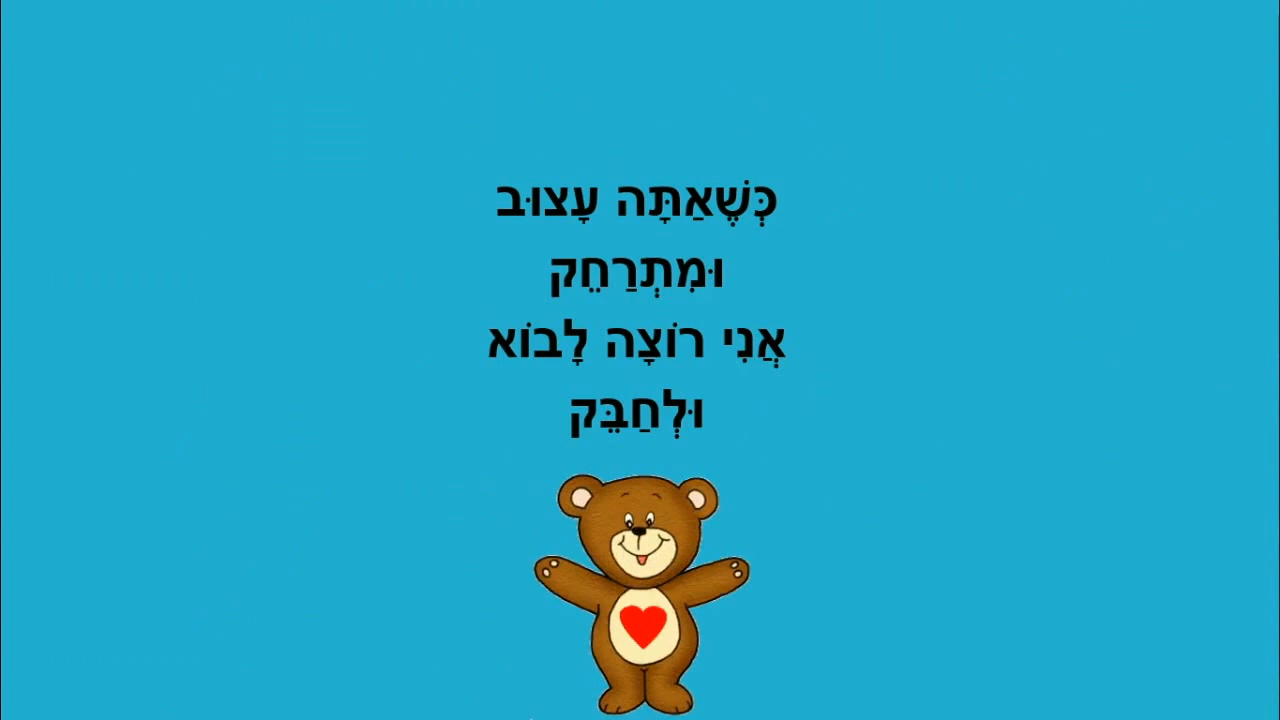 כְּשֶׁאַתָּה עָצוּב
וּמִתְרַחֵק
אֲנִי רוֹצָה לָבוֹא
וּלְחַבֵּק